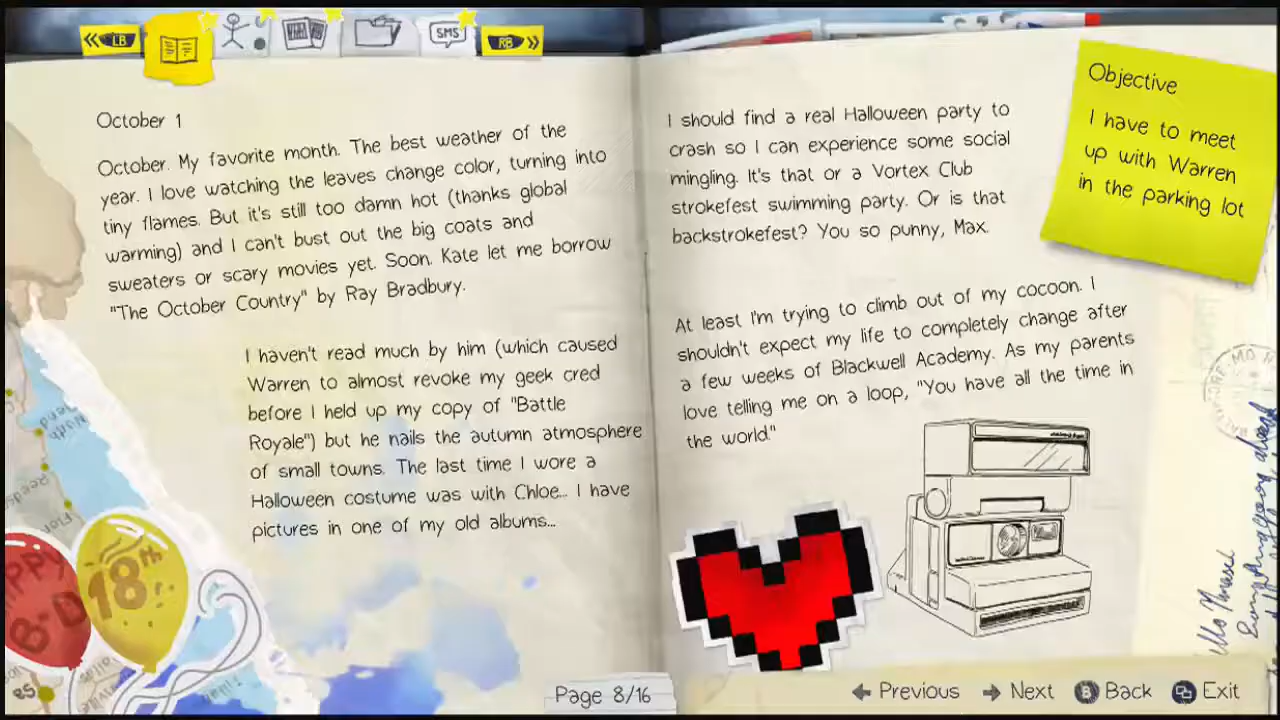 LB
SMS
RB
October 1
October. My favorite month. The best weather of the
year. I love watching the leaves change color, turning into
tiny flames. But it's still too damn hot (thanks global
warming) and I can't bust out the big coats and
sweaters or scary movies yet. Soon. Kate let me borrow
"The October Country" by Ray Bradbury.
I haven't read much by him (which caused
Warren to almost revoke my geek cred
before I held up my copy of "Battle
Royale") but he nails the autumn atmosphere
of small towns. The last time I wore a
Halloween costume was with Chloe... I have
pictures in one of my old albums...
18th
B-D
I should find a real Halloween party to
crash so I can experience some social
mingling. It's that or a Vortex Club
strokefest swimming party. Or is that
backstrokefest? You so punny, Max.
At least I'm trying to climb out of my cocoon. I
shouldn't expect my life to completely change after
a few weeks of Blackwell Academy. As my parents
love telling me on a loop, "You have all the time in
the world."
Objective
I have to meet
up with Warren
in the parking lot
Page 8/16
Previous
Next
B Back
Exit